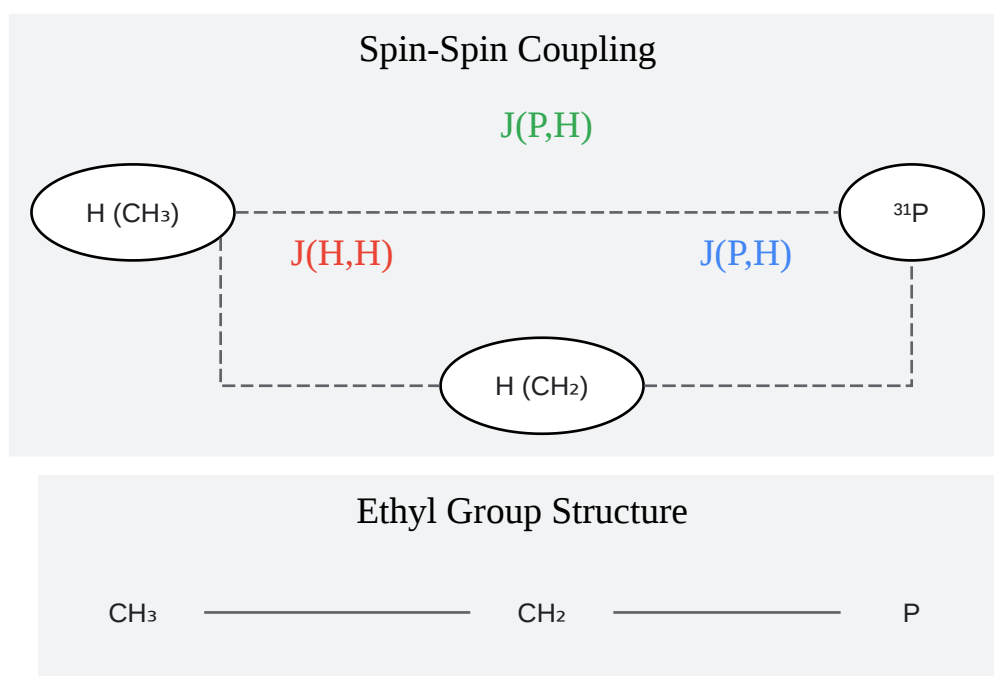 Spin-Spin Coupling
J(P,H)
H (CH₃)
³¹P
J(H,H)
J(P,H)
H (CH₂)
Ethyl Group Structure
CH₃
CH₂
P